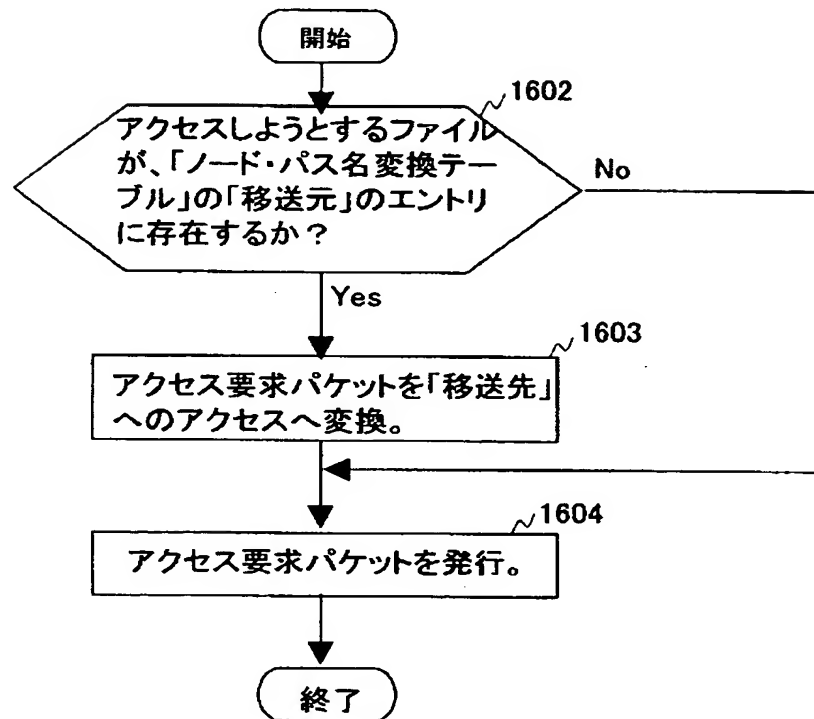 開始
1602
アクセスしようとするファイル
が、「ノード・パス名変換テー
ブル」の「移送元」のエントリ
に存在するか？
No
Yes
1603
アクセス要求パケットを「移送先」
へのアクセスへ変換。
1604
アクセス要求パケットを発行。
終了